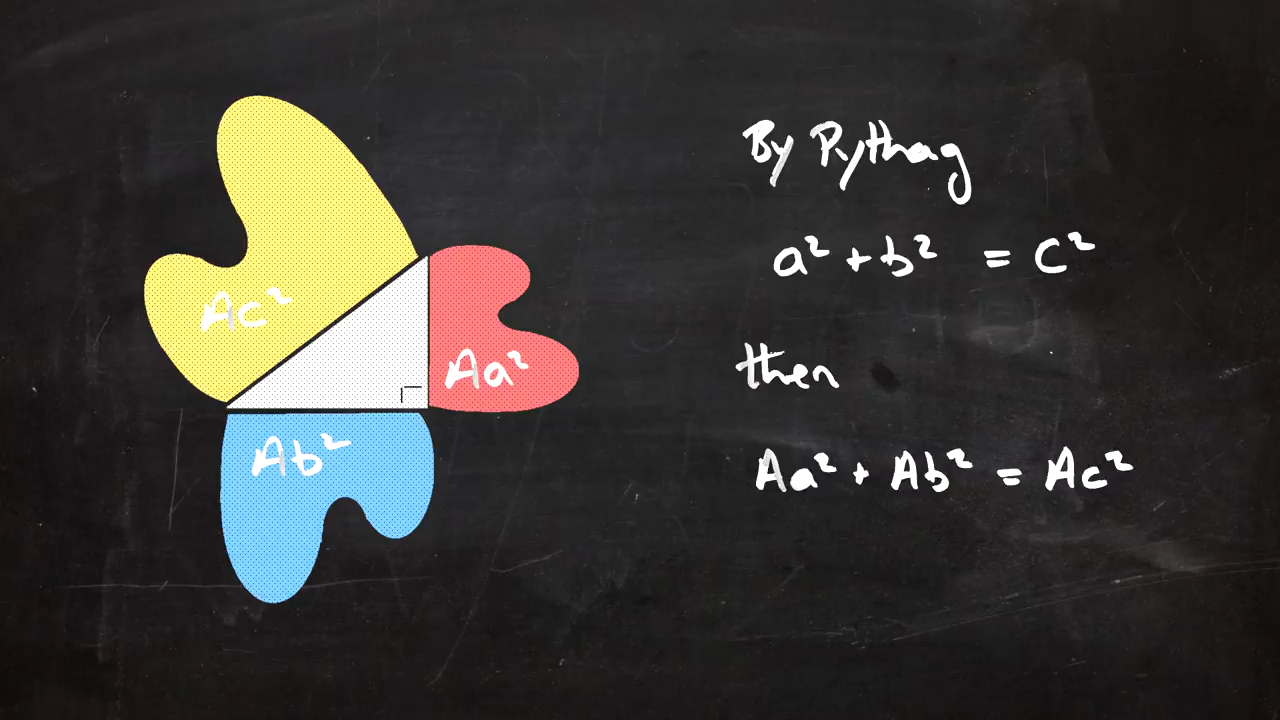 By Pythag
a² + b² = c²
then
Aa² + Ab² = Ac²
Ac²
Aa²
Ab²